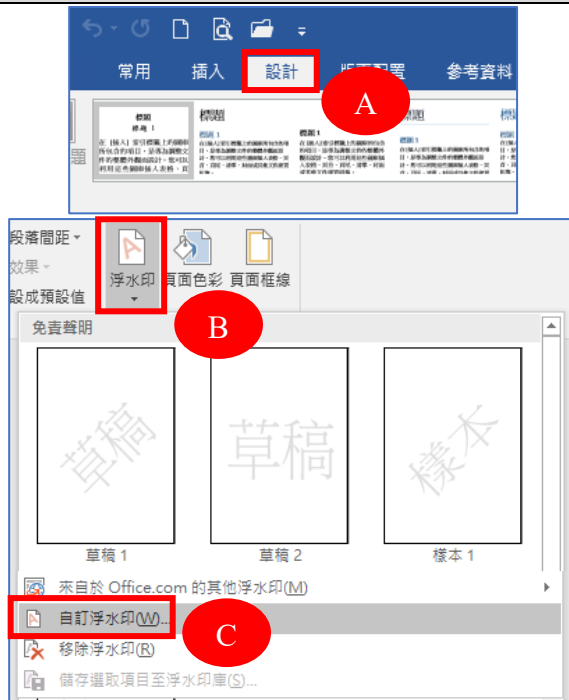 常用 插入 設計 版面配置 參考資料
A
標題
標題 1
標題
標題 1
標題 1
標題
標題 1
段落間距
效果
設成預設值
浮水印 頁面色彩 頁面框線
B
免責聲明
草稿
草稿
樣本
草稿 1 草稿 2 樣本 1
來自於 Office.com 的其他浮水印(M)
自訂浮水印(W)...
C
移除浮水印(R)
儲存選取項目至浮水印庫(S)...